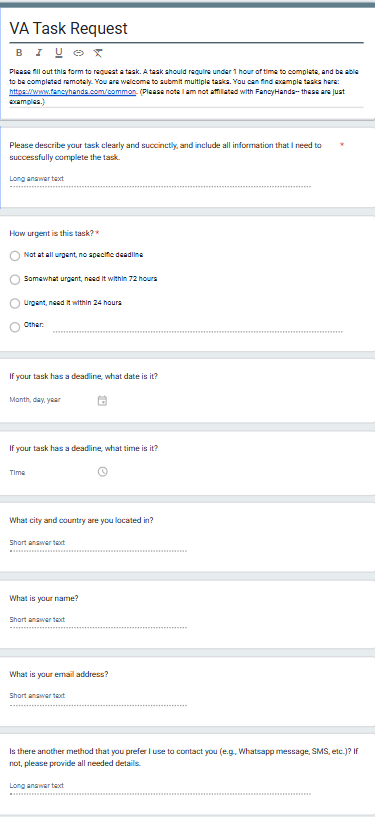 VA Task Request
B I U
Please fill out this form to request a task. A task should require under 1 hour of time to complete, and be able
to be completed remotely. You are welcome to submit multiple tasks. You can find example tasks here:
https://www.fancyhands.com/common. (Please note I am not affiliated with FancyHands-- these are just
examples.)
Please describe your task clearly and succinctly, and include all information that I need to *
successfully complete the task.
Long answer text
How urgent is this task? *
Not at all urgent, no specific deadline
Somewhat urgent, need it within 72 hours
Urgent, need it within 24 hours
Other:
If your task has a deadline, what date is it?
Month, day, year
If your task has a deadline, what time is it?
Time
What city and country are you located in?
Short answer text
What is your name?
Short answer text
What is your email address?
Short answer text
Is there another method that you prefer I use to contact you (e.g., Whatsapp message, SMS, etc.)? If
not, please provide all needed details.
Long answer text